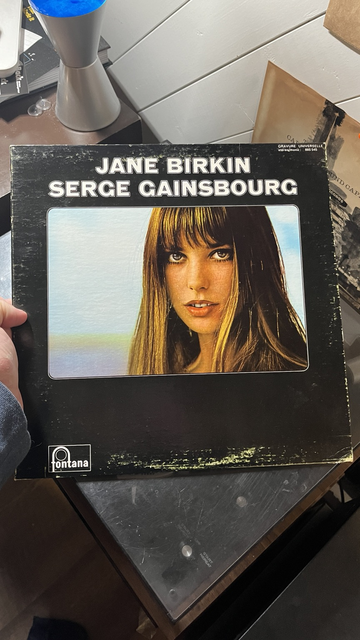 GRAVURE UNIVERSELLE
JANE BIRKIN
SERGE GAINSBOURG
fontana